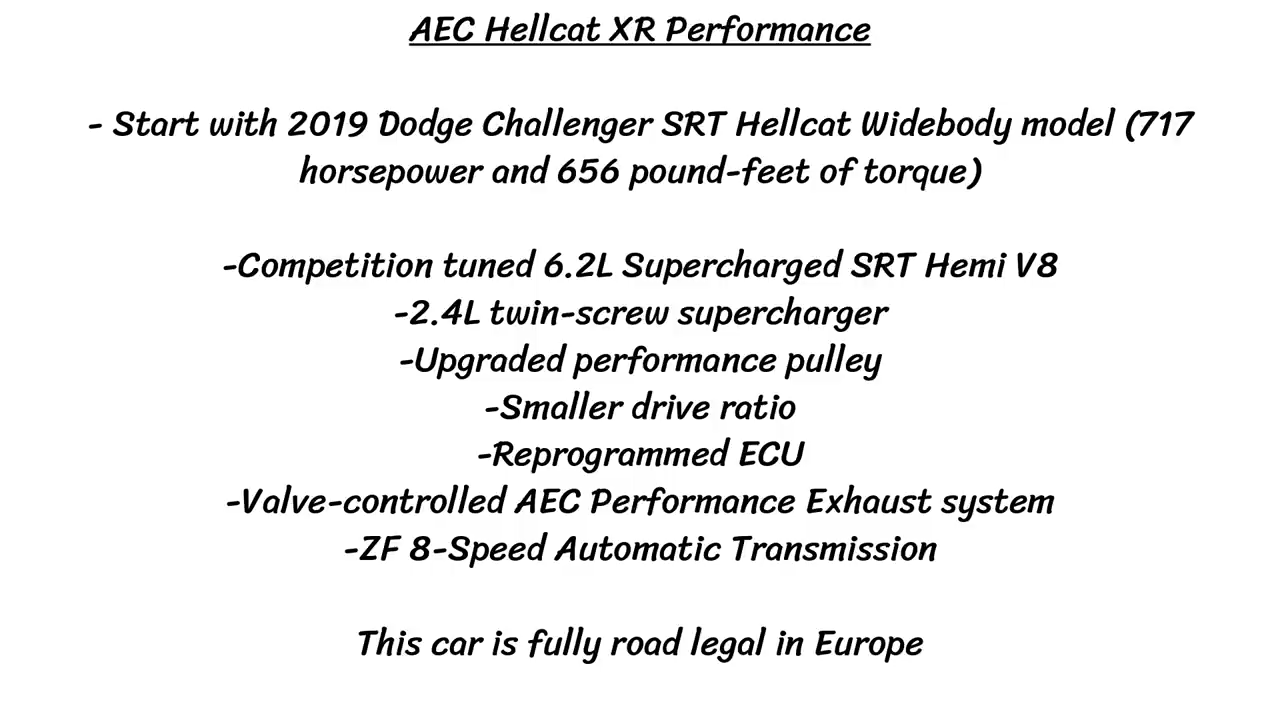 AEC Hellcat XR Performance
- Start with 2019 Dodge Challenger SRT Hellcat Widebody model (717
horsepower and 656 pound-feet of torque)
-Competition tuned 6.2L Supercharged SRT Hemi V8
-2.4L twin-screw supercharger
-Upgraded performance pulley
-Smaller drive ratio
-Reprogrammed ECU
-Valve-controlled AEC Performance Exhaust system
-ZF 8-Speed Automatic Transmission
This car is fully road legal in Europe